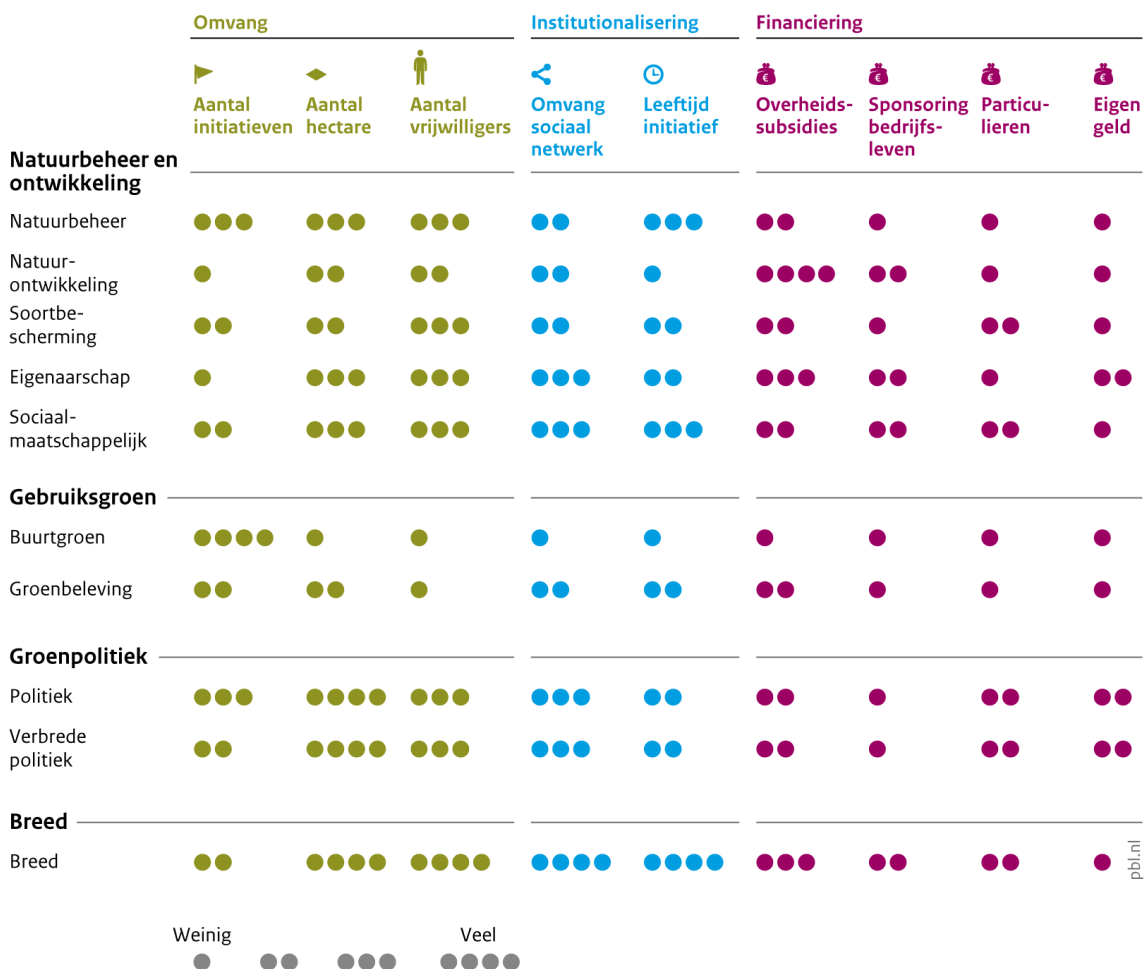 Omvang
Institutionalisering
Financiering
€
€
€
€
Aantal
initiatieven
Aantal
hectare
Aantal
vrijwilligers
Omvang
sociaal
netwerk
Leeftijd
initiatief
Overheids-
subsidies
Sponsoring
bedrijfs-
leven
Particu-
lieren
Eigen
geld
Natuurbeheer en
ontwikkeling
Natuurbeheer
Natuur-
ontwikkeling
Soortbe-
scherming
Eigenaarschap
Sociaal-
maatschappelijk
Gebruiksgroen
Buurtgroen
Groenbeleving
Groenpolitiek
Politiek
Verbrede
politiek
Breed
Breed
pbl.nl
Weinig
Veel